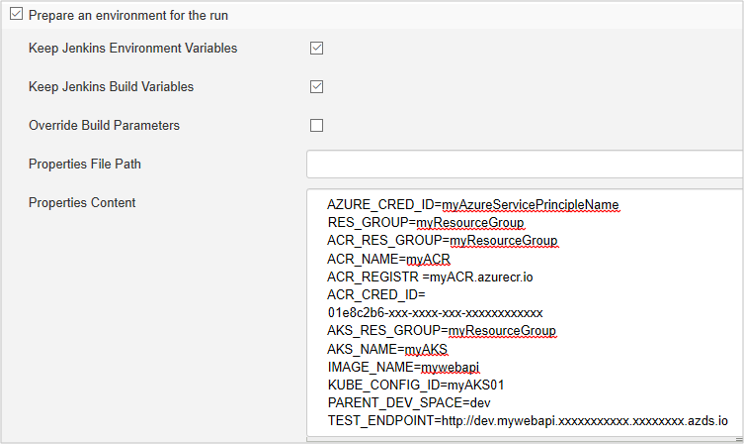 Prepare an environment for the run
Keep Jenkins Environment Variables
Keep Jenkins Build Variables
Override Build Parameters
Properties File Path
Properties Content
AZURE_CRED_ID=myAzureServicePrincipleName
RES_GROUP=myResourceGroup
ACR_RES_GROUP=myResourceGroup
ACR_NAME=myACR
ACR_REGISTR =myACR.azurecr.io
ACR_CRED_ID=
01e8c2b6-xxx-xxxx-xxx-xxxxxxxxxxxx
AKS_RES_GROUP=myResourceGroup
AKS_NAME=myAKS
IMAGE_NAME=mywebapi
KUBE_CONFIG_ID=myAKS01
PARENT_DEV_SPACE=dev
TEST_ENDPOINT=http://dev.mywebapi.xxxxxxxxxxx.xxxxxxxx.azds.io